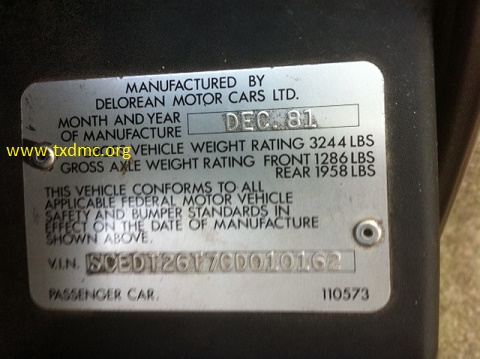 MANUFACTURED BY
DELOREAN MOTOR CARS LTD.
MONTH AND YEAR
OF MANUFACTURE DEC. 81
www.txdmc.org
VEHICLE WEIGHT RATING 3244 LBS
GROSS AXLE WEIGHT RATING FRONT 1286 LBS
REAR 1958 LBS
THIS VEHICLE CONFORMS TO ALL
APPLICABLE FEDERAL MOTOR VEHICLE
SAFETY AND BUMPER STANDARDS IN
EFFECT ON THE DATE OF MANUFACTURE
SHOWN ABOVE.
V.I.N. SCEDT26T7CD010162
PASSENGER CAR. 110573